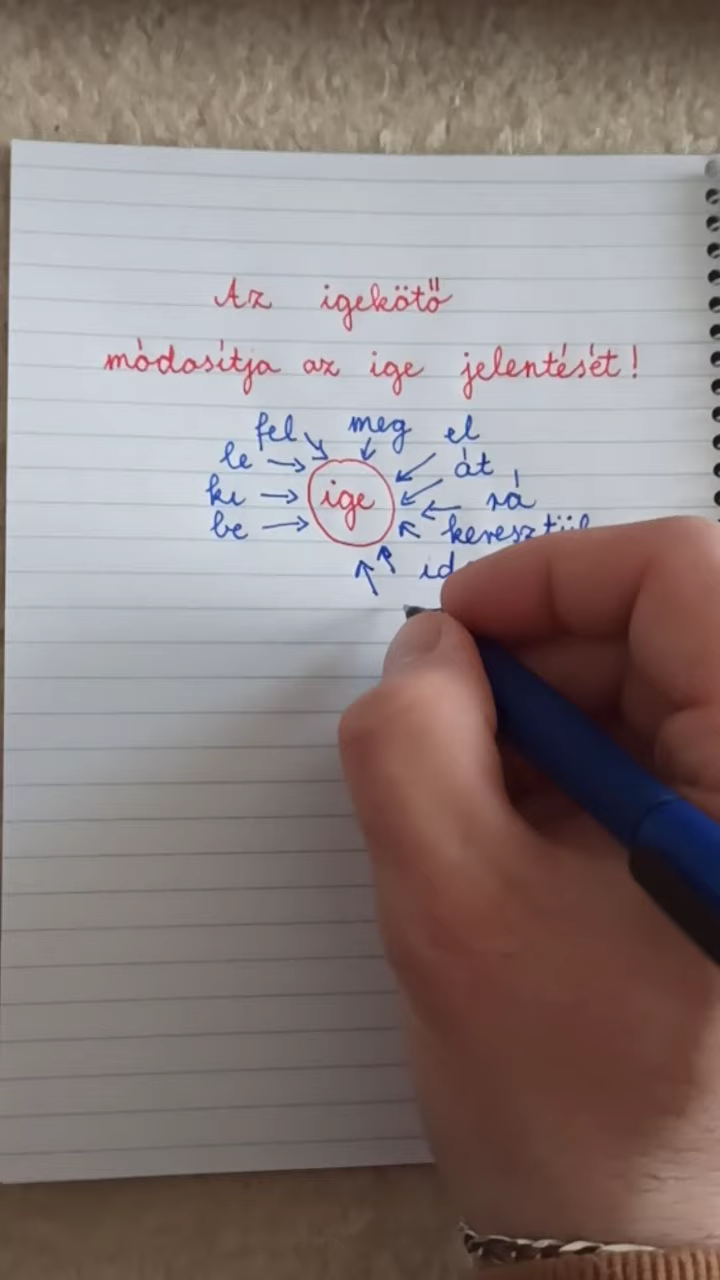 Az igekötő
módosítja az ige jelentését!
fel meg el
le át
ki ige rá
be keresztül